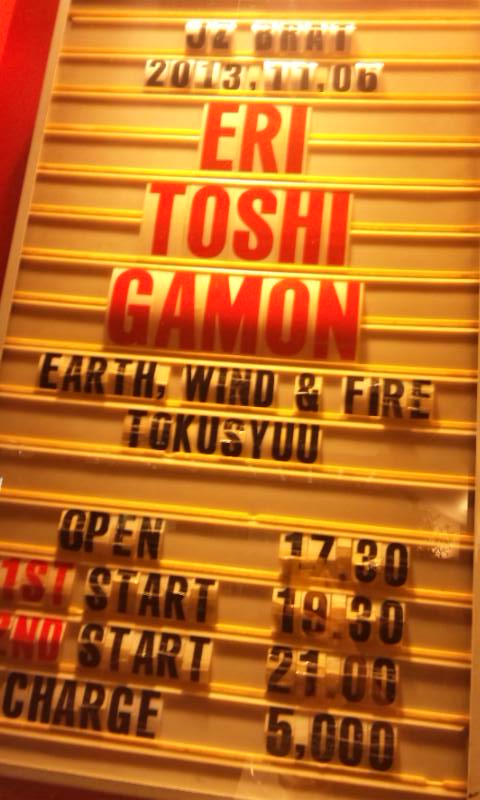 JZ BRAT
2013.11.06
ERI
TOSHI
GAMON
EARTH, WIND & FIRE
TOKUSYUU
OPEN 17.30
1ST START 19.30
2ND START 21.00
CHARGE 5,000